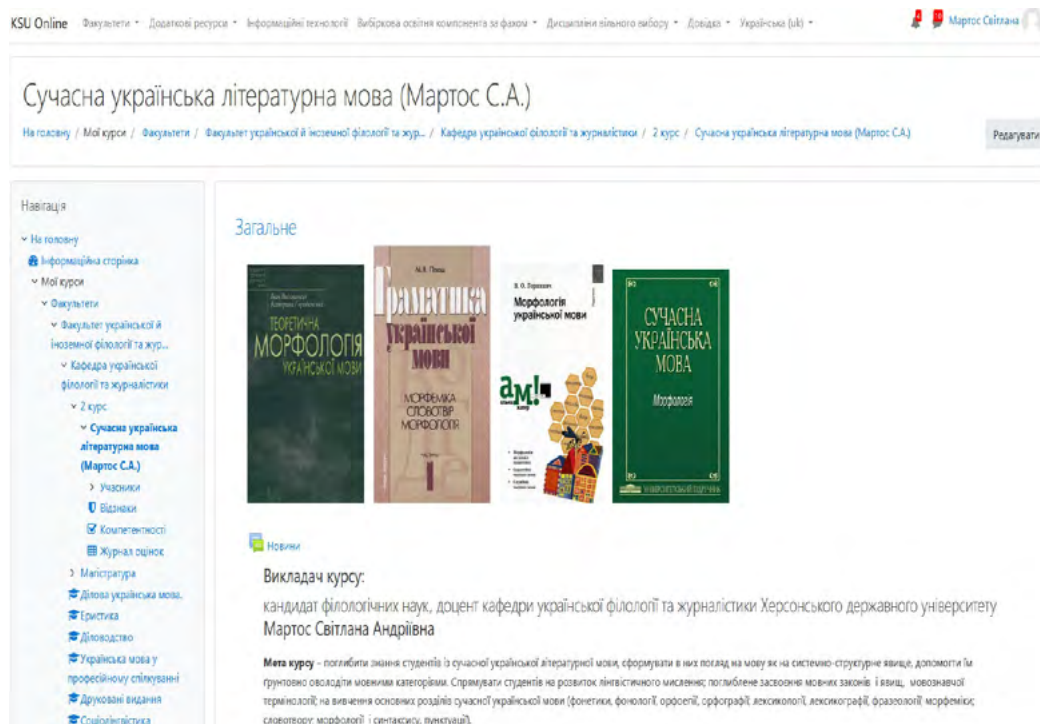 KSU Online Факультети Додаткові ресурси Інформаційні технології Вибіркова освітня компонента за фахом Дисципліни вільного вибору Довідка Українська (uk) Мартос Світлана
Сучасна українська літературна мова (Мартос С.А.)
На головну / Мої курси / Факультети / Факультет української й іноземної філології та жур... / Кафедра української філології та журналістики / 2 курс / Сучасна українська літературна мова (Мартос С.А.)
Редагувати
Навігація
На головну
Інформаційна сторінка
Мої курси
Факультети
Факультет української й
іноземної філології та жур...
Кафедра української
філології та журналістики
2 курс
Сучасна українська
літературна мова
(Мартос С.А.)
Учасники
Відзнаки
Компетентності
Журнал оцінок
Магістратура
Ділова українська мова.
Еристика
Діловодство
Українська мова у
професійному спілкуванні
Друковані видання
Соціолінгвістика
Загальне
ТЕОРЕТИЧНА
МОРФОЛОГІЯ
УКРАЇНСЬКОЇ МОВИ
Граматика
української
мови
МОРФЕМІКА
СЛОВОТВІР
МОРФОЛОГІЯ
В. О. Горпинич
Морфологія
української мови
ам!
СУЧАСНА
УКРАЇНСЬКА
МОВА
Морфологія
Новини
Викладач курсу:
кандидат філологічних наук, доцент кафедри української філології та журналістики Херсонського державного університету
Мартос Світлана Андріївна
Мета курсу – поглибити знання студентів із сучасної української літературної мови, сформувати в них погляд на мову як на системно-структурне явище, допомогти їм
ґрунтовно оволодіти мовними категоріями. Спрямувати студентів на розвиток лінгвістичного мислення; поглиблене засвоєння мовних законів і явищ, мовознавчої
термінології; на вивчення основних розділів сучасної української мови (фонетики, фонології, орфоепії, орфографії, лексикології, лексикографії, фразеології, морфеміки;
словотвору, морфології і синтаксису, пунктуації).